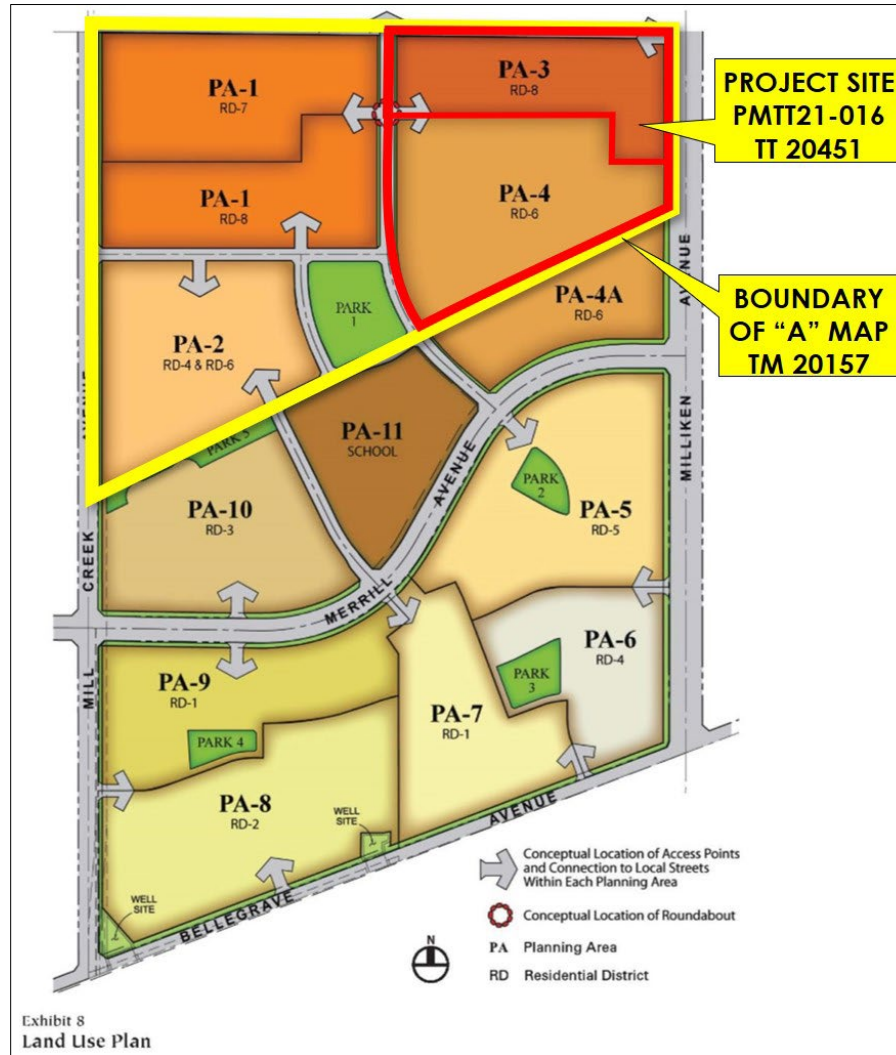 PA-1
RD-7
PA-3
RD-8
PROJECT SITE
PMTT21-016
TT 20451
PA-1
RD-8
PA-4
RD-6
PARK
1
PA-4A
RD-6
AVENUE
BOUNDARY
OF “A” MAP
TM 20157
PA-2
RD-4 & RD-6
MILLIKEN
AVENUE
PARK 5
PA-11
SCHOOL
AVENUE
PARK
2
PA-10
RD-3
PA-5
RD-5
CREEK
MERRILL
PA-6
RD-4
PA-9
RD-1
PARK
3
MILL
PA-7
RD-1
PARK 4
PA-8
RD-2
WELL
SITE
AVENUE
WELL
SITE
BELLEGRAVE
Conceptual Location of Access Points
and Connection to Local Streets
Within Each Planning Area
Conceptual Location of Roundabout
N
PA Planning Area
RD Residential District
Exhibit 8
Land Use Plan